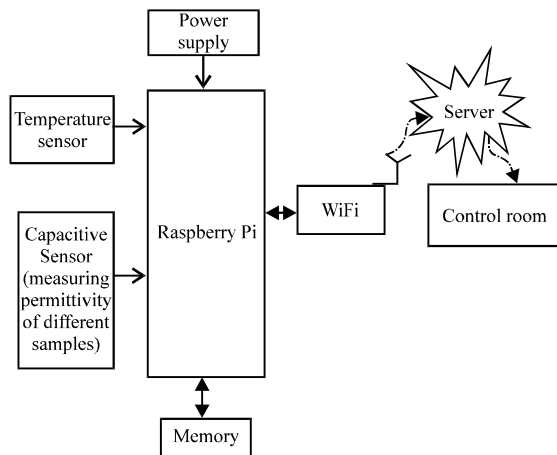 Power
supply
Temperature
sensor
Server
Raspberry Pi
WiFi
Control room
Capacitive
Sensor
(measuring
permittivity
of different
samples)
Memory